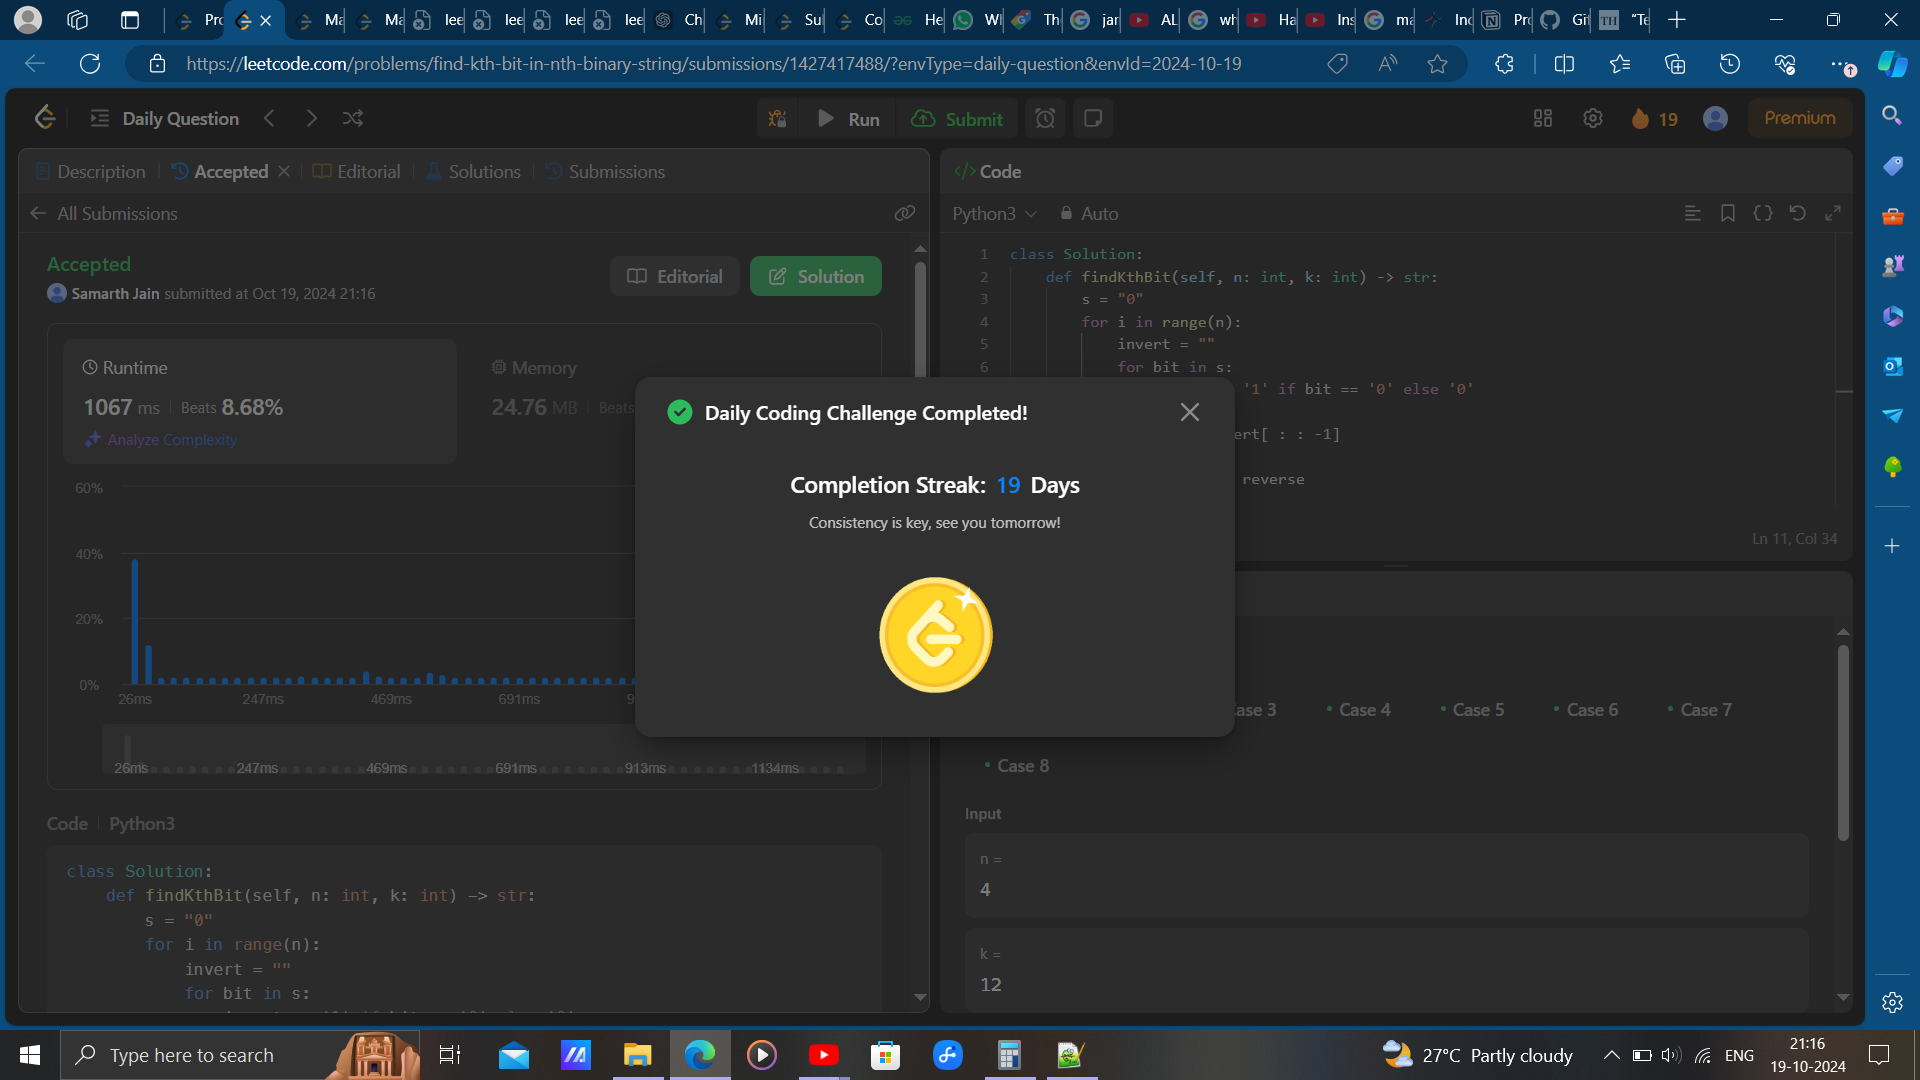 Pro
Ma
Ma
lee
lee
lee
lee
Ch
Mi
Su
Co
He
Th
jar
AL
wh
Ha
Ins
ma
Inc
Pro
Git
"Te
https://leetcode.com/problems/find-kth-bit-in-nth-binary-string/submissions/1427417488/?envType=daily-question&envId=2024-10-19
Daily Question
Run
Submit
19
Premium
Description
Accepted
Editorial
Solutions
Submissions
All Submissions
Accepted
Samarth Jain submitted at Oct 19, 2024 21:16
Editorial
Solution
Runtime
1067 ms | Beats 8.68%
Analyze Complexity
Memory
24.76 MB | Beats
60%
40%
20%
0%
26ms 247ms 469ms 691ms 9
26ms 247ms 469ms 691ms 913ms 1134ms
Code | Python3
class Solution:
def findKthBit(self, n: int, k: int) -> str:
s = "0"
for i in range(n):
invert = ""
for bit in s:
</> Code
Python3
Auto
1 class Solution:
2 def findKthBit(self, n: int, k: int) -> str:
3 s = "0"
4 for i in range(n):
5 invert = ""
6 for bit in s:
'1' if bit == '0' else '0'
ert[ : : -1]
reverse
Ln 11, Col 34
Daily Coding Challenge Completed!
Completion Streak: 19 Days
Consistency is key, see you tomorrow!
ase 3
Case 4
Case 5
Case 6
Case 7
Case 8
Input
n =
4
k =
12
Type here to search
27°C Partly cloudy
ENG
21:16
19-10-2024